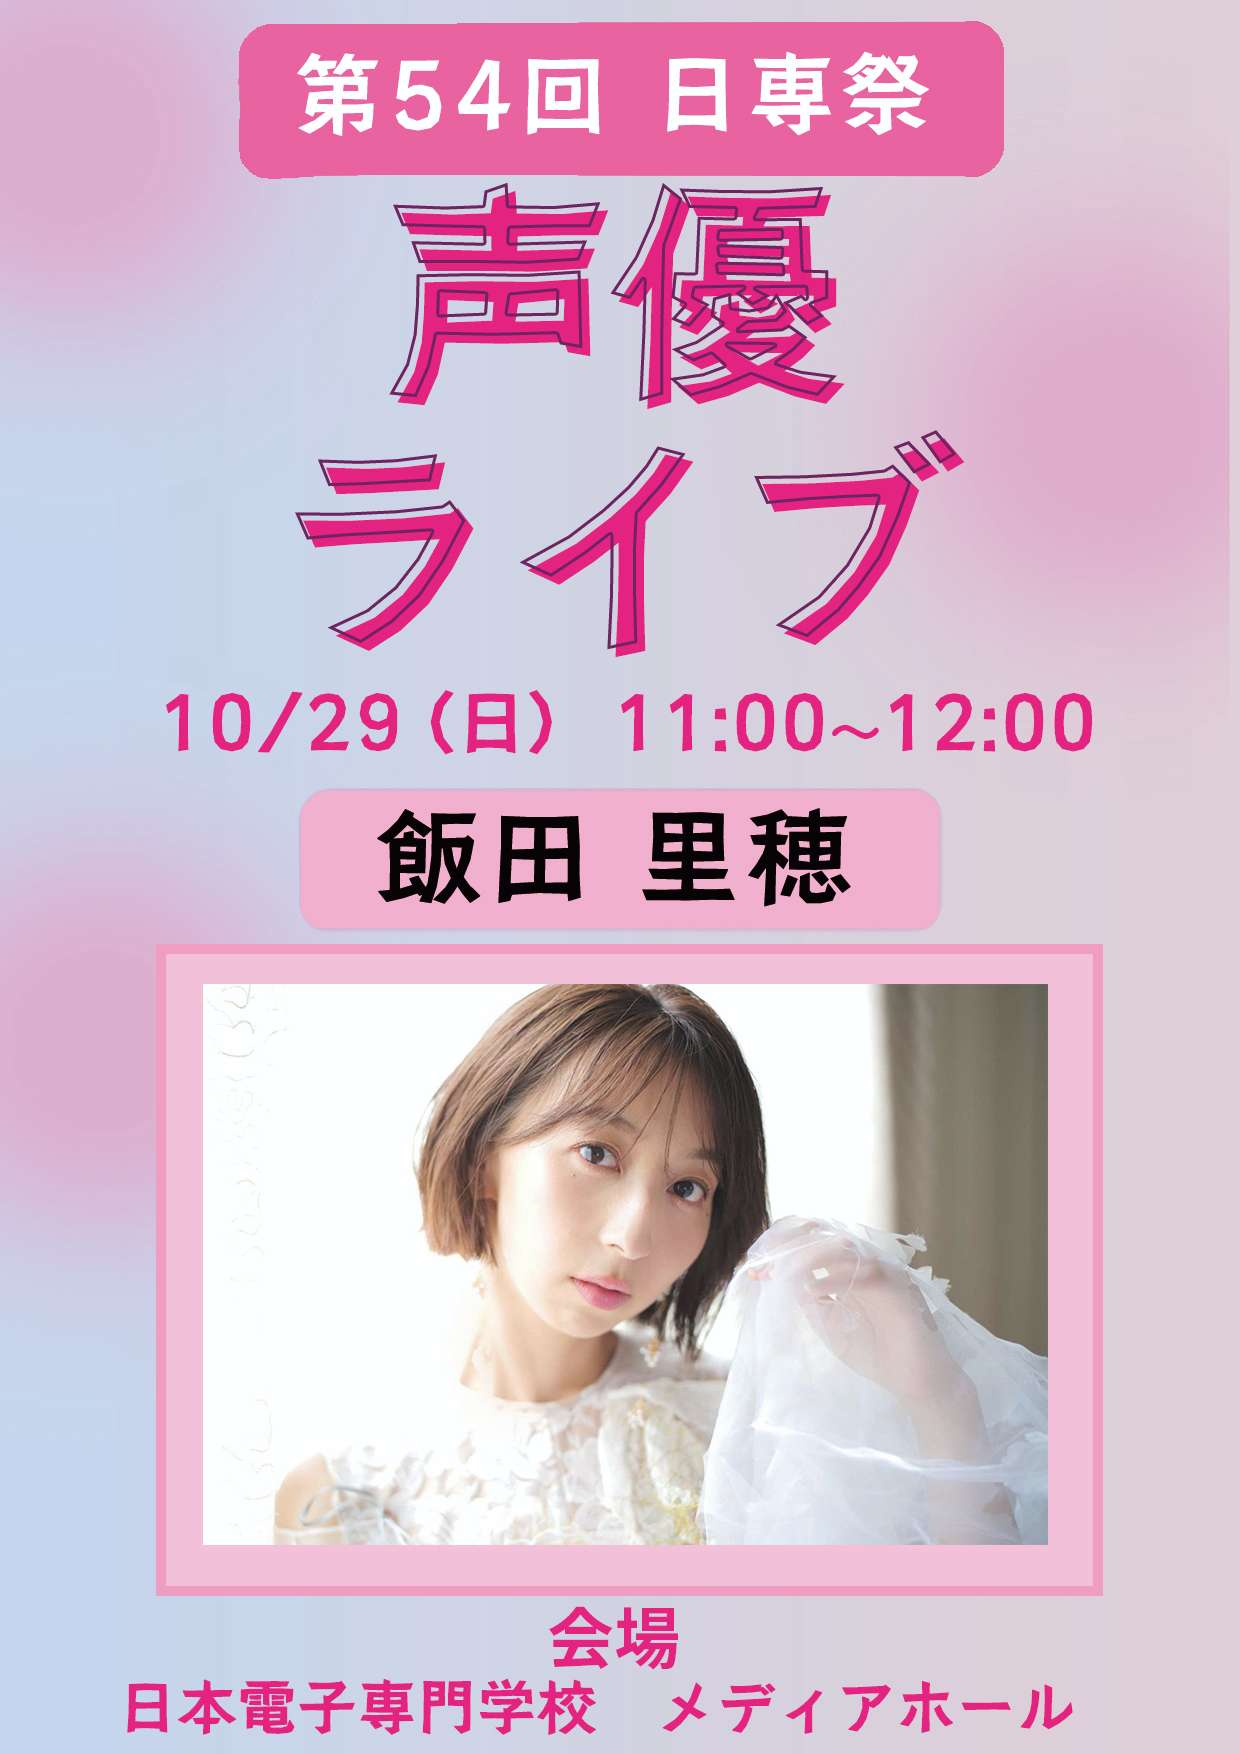 第54回 日専祭
声優
ライブ
10/29（日） 11:00～12:00
飯田 里穂
会場
日本電子専門学校　メディアホール